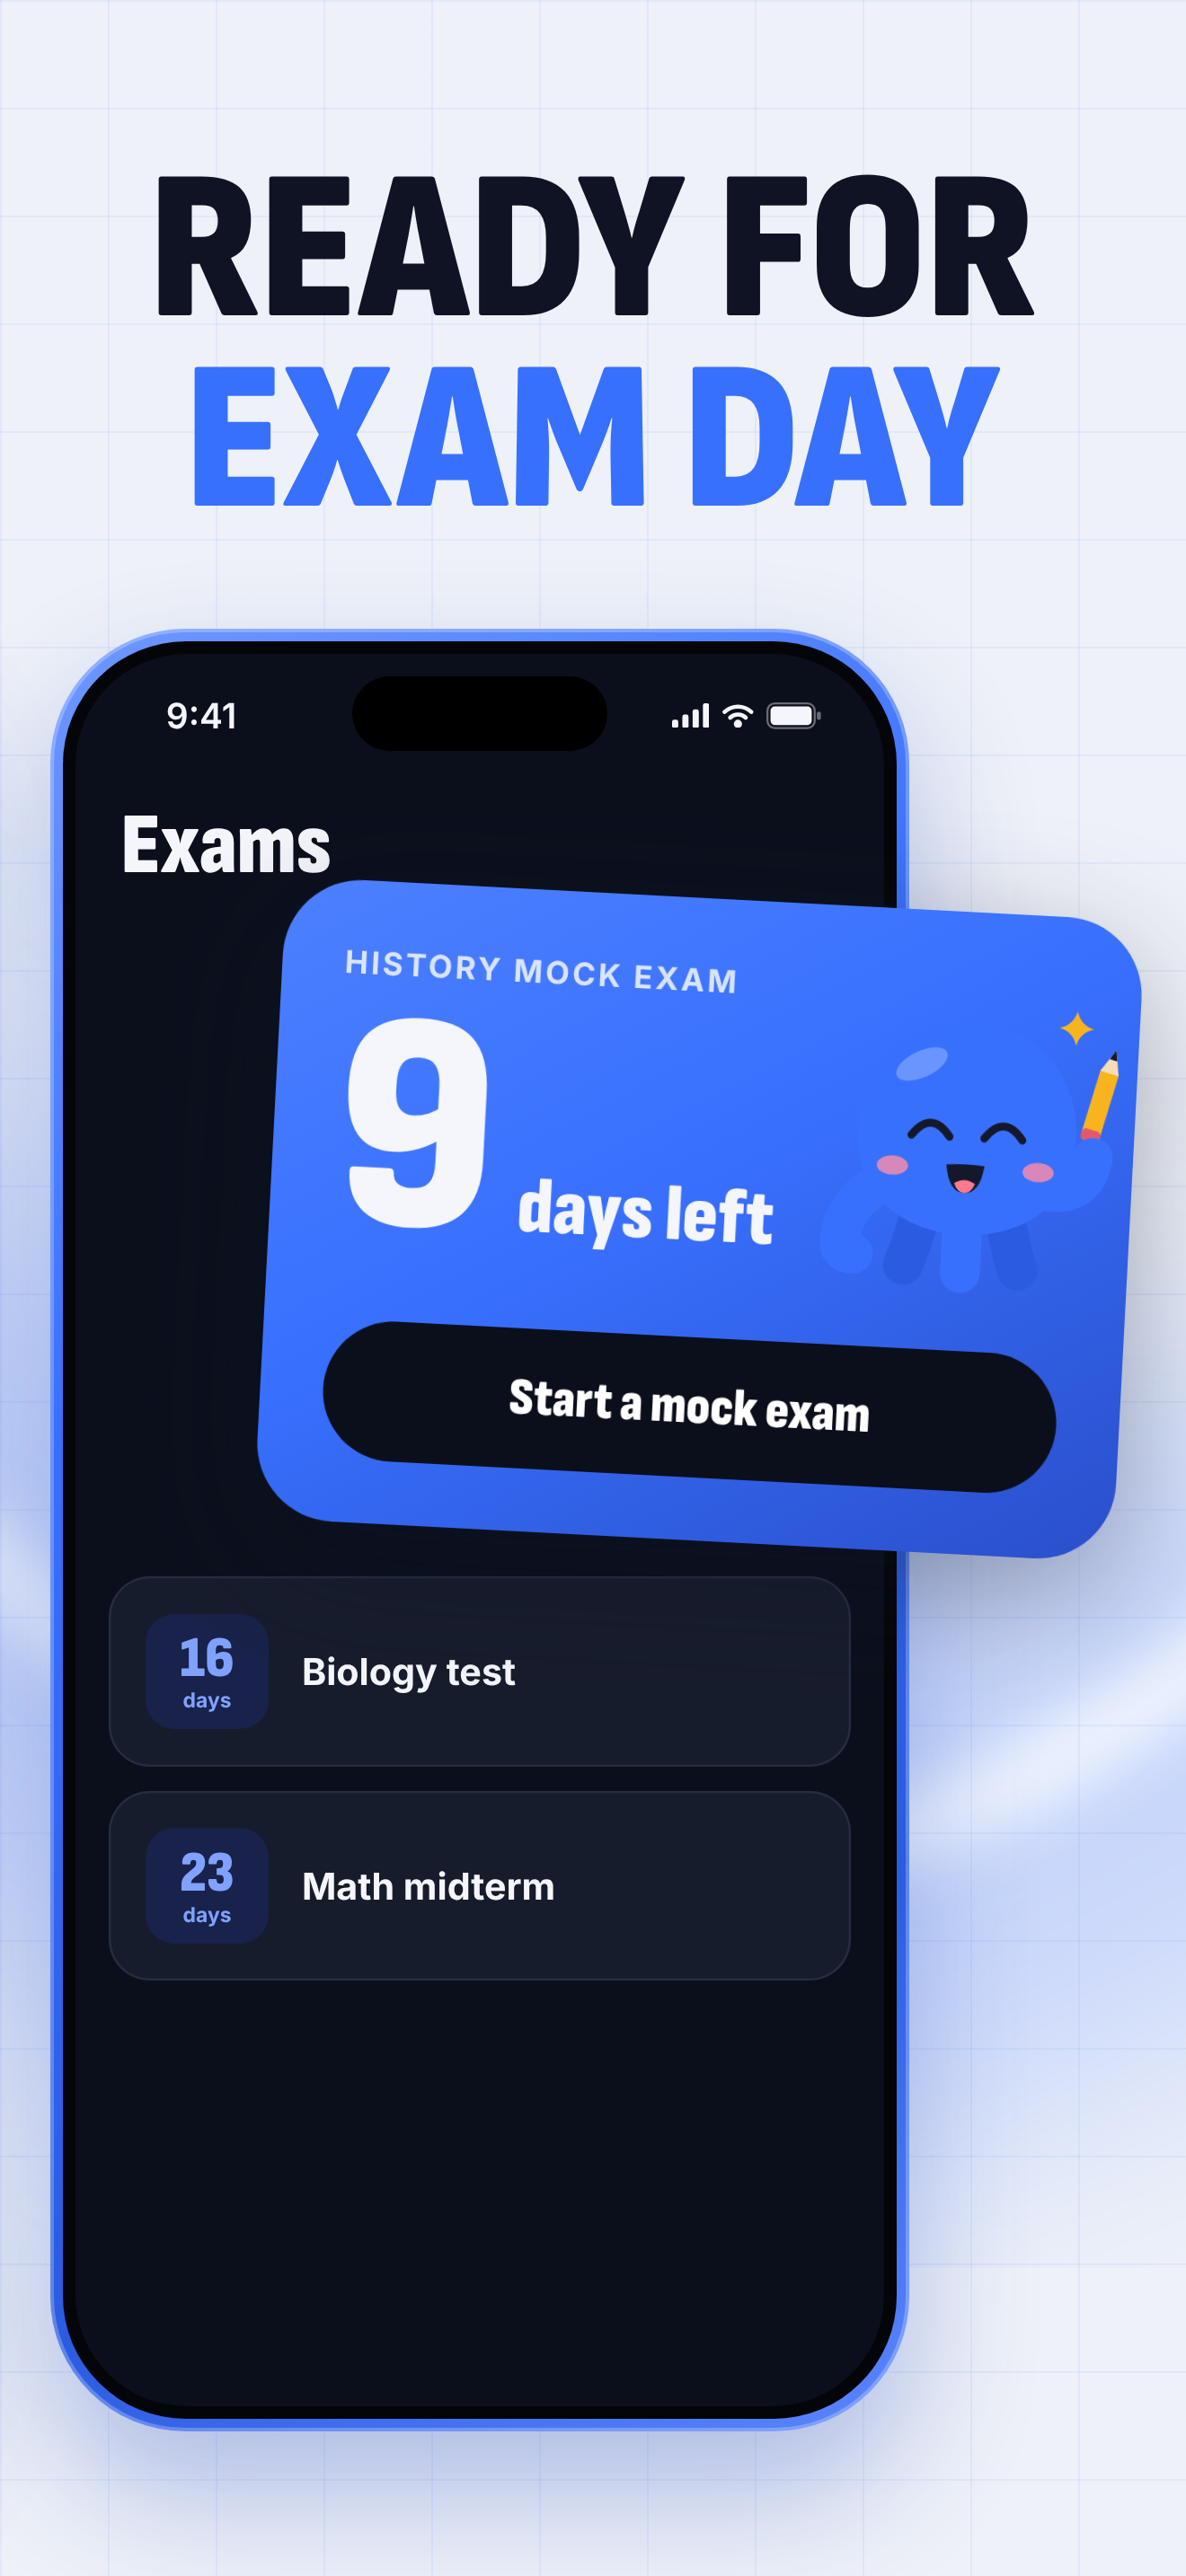 READY FOR
EXAM DAY
9:41
Exams
HISTORY MOCK EXAM
9 days left
Start a mock exam
16
days
Biology test
23
days
Math midterm